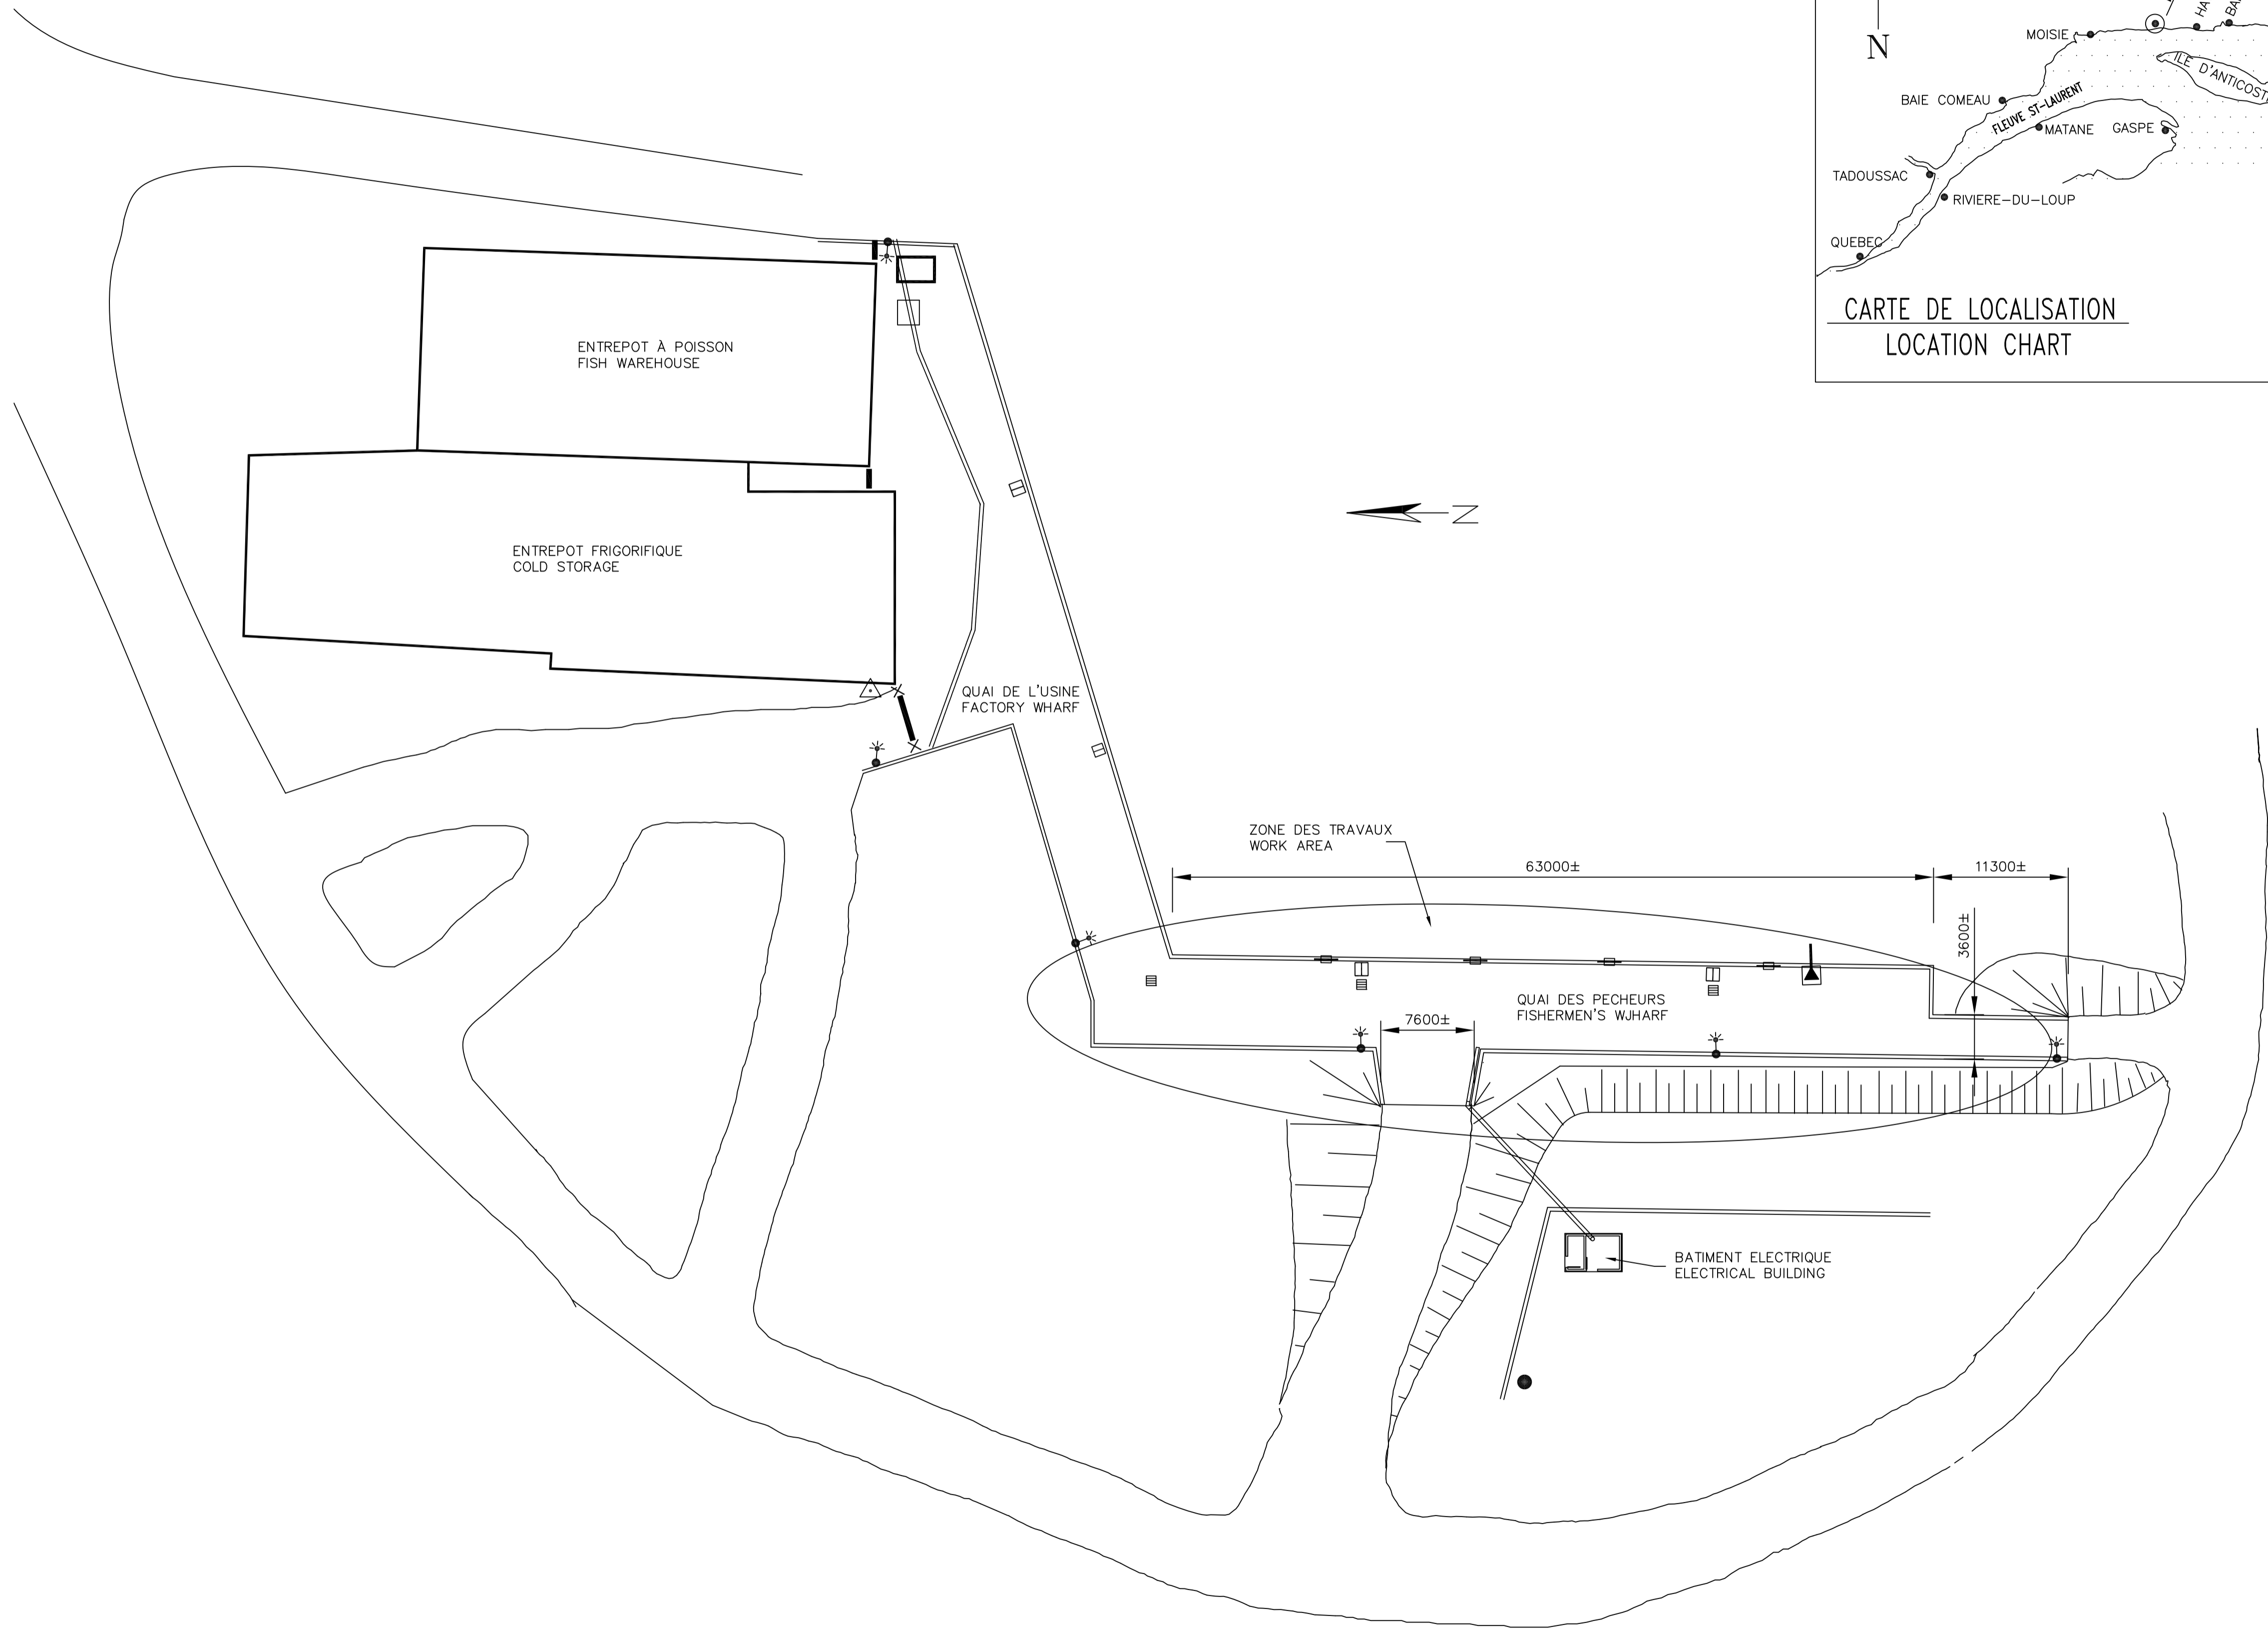 N
MOISIE
ILE D'ANTICOST
BAIE COMEAU
FLEUVE ST-LAURENT
MATANE
GASPE
TADOUSSAC
RIVIERE-DU-LOUP
QUEBEC
CARTE DE LOCALISATION
LOCATION CHART
ENTREPOT À POISSON
FISH WAREHOUSE
N
ENTREPOT FRIGORIFIQUE
COLD STORAGE
QUAI DE L'USINE
FACTORY WHARF
ZONE DES TRAVAUX
WORK AREA
63000±
11300±
3600±
QUAI DES PECHEURS
FISHERMEN'S WJHARF
7600±
BATIMENT ELECTRIQUE
ELECTRICAL BUILDING